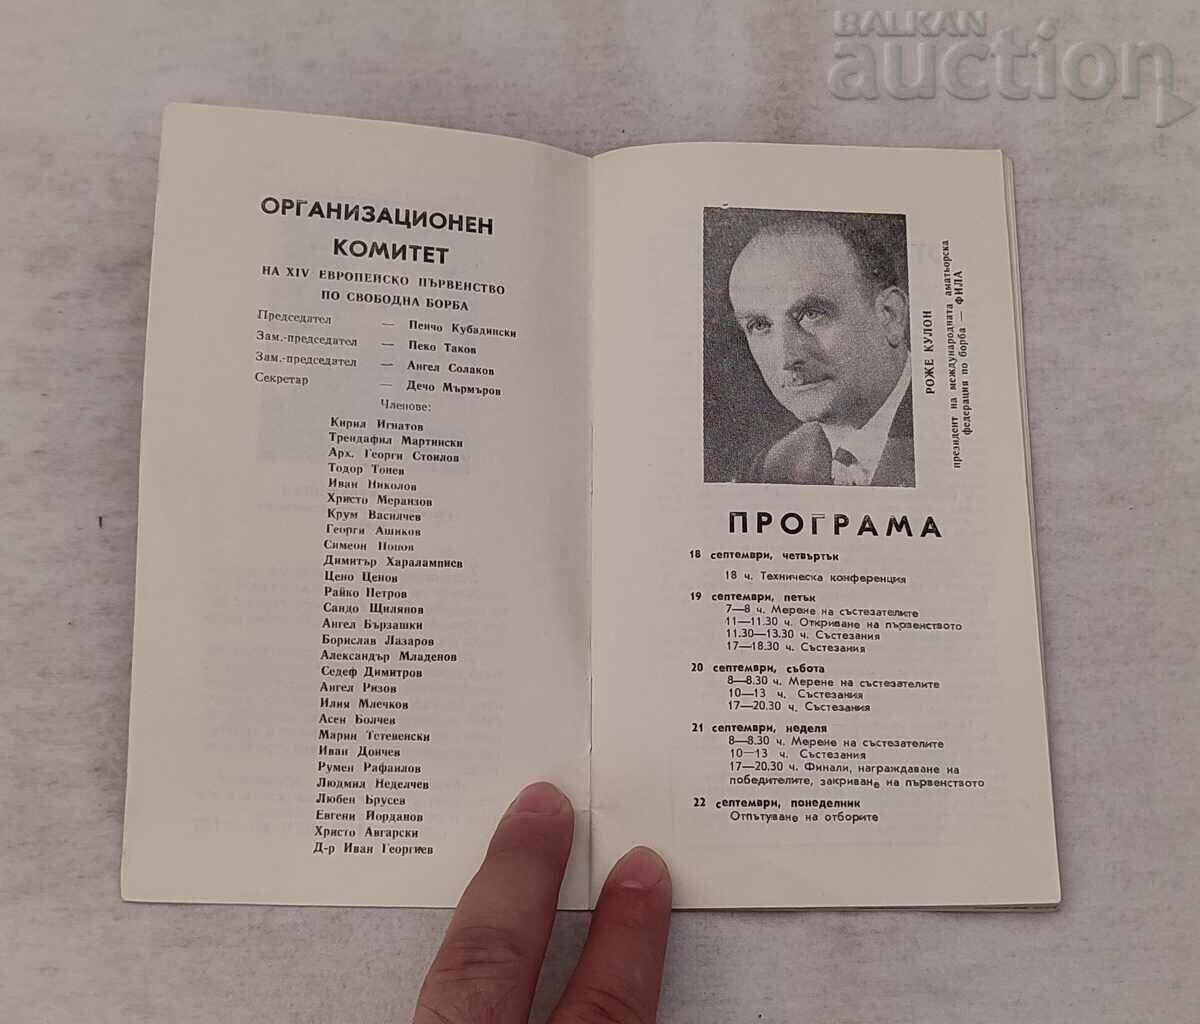 BALKAN
auction
ОРГАНИЗАЦИОНЕН
КОМИТЕТ
НА XIV ЕВРОПЕЙСКО ПЪРВЕНСТВО
ПО СВОБОДНА БОРБА
Председател — Пенчо Кубадински
Зам.-председател — Пеко Таков
Зам.-председател — Ангел Солаков
Секретар — Дечо Мърмъров
Членове:
Кирил Игнатов
Трендафил Мартински
Арх. Георги Стоилов
Тодор Тонев
Иван Николов
Христо Меранзов
Крум Василчев
Георги Ашиков
Симеон Попов
Димитър Харалампиев
Цено Ценов
Райко Петров
Сандо Щилянов
Ангел Бързашки
Борислав Лазаров
Александър Младенов
Седеф Димитров
Ангел Ризов
Илия Млечков
Асен Болчев
Марин Тетевенски
Иван Дончев
Румен Рафаилов
Людмил Неделчев
Любен Брусев
Евгени Йорданов
Христо Авгарски
Д-р Иван Георгиев
РОЖЕ КУЛОН
президент на международната аматьорска
федерация по борба — ФИЛА
ПРОГРАМА
18 септември, четвъртък
18 ч. Техническа конференция
19 септември, петък
7—8 ч. Мерене на състезателите
11—11.30 ч. Откриване на първенството
11.30—13.30 ч. Състезания
17—18.30 ч. Състезания
20 септември, събота
8—8.30 ч. Мерене на състезателите
10—13 ч. Състезания
17—20.30 ч. Състезания
21 септември, неделя
8—8.30 ч. Мерене на състезателите
10—13 ч. Състезания
17—20.30 ч. Финали, награждаване на
победителите, закриване на първенството
22 септември, понеделник
Отпътуване на отборите